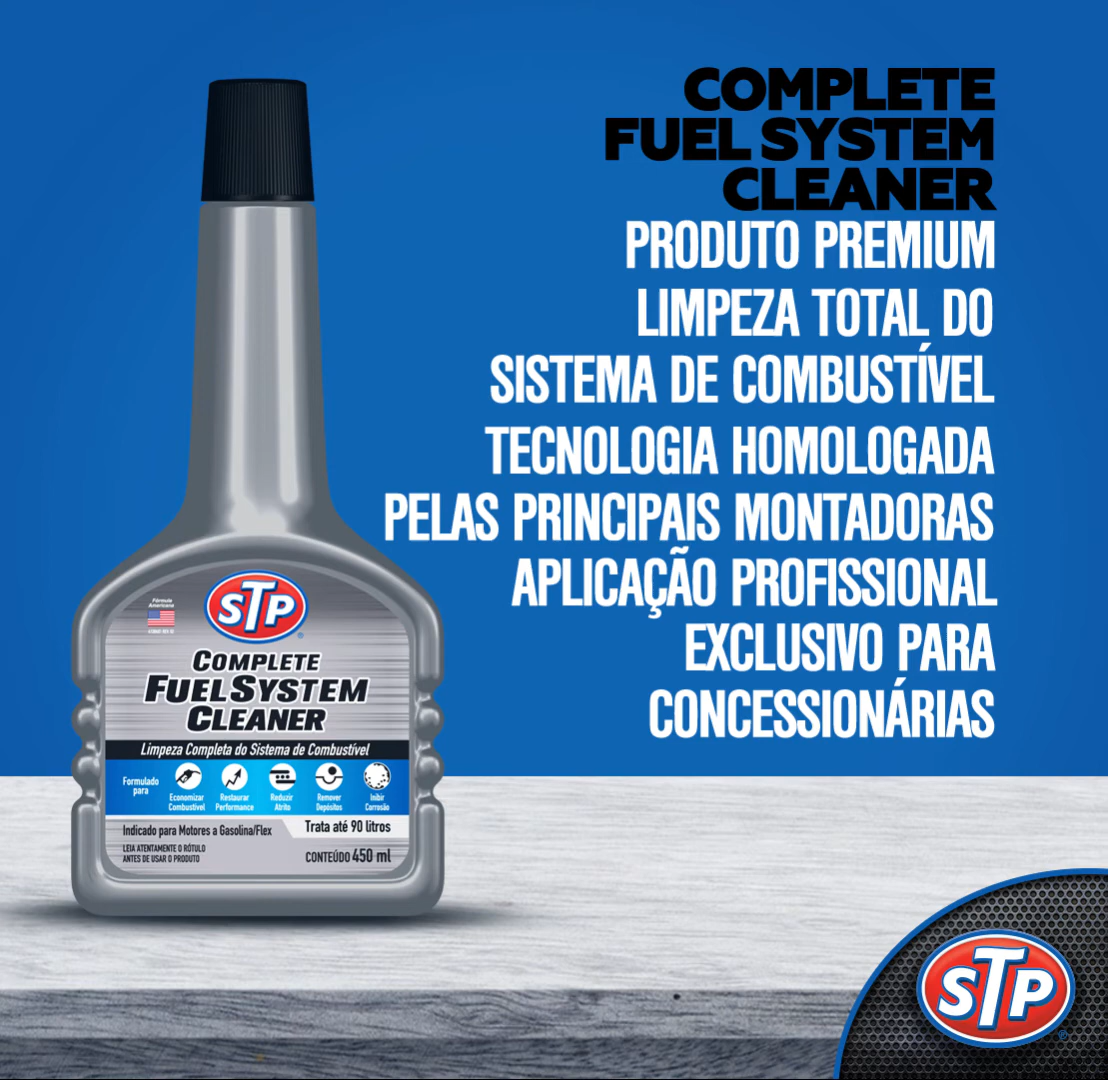 COMPLETE
FUEL SYSTEM
CLEANER
PRODUTO PREMIUM
LIMPEZA TOTAL DO
SISTEMA DE COMBUSTÍVEL
TECNOLOGIA HOMOLOGADA
PELAS PRINCIPAIS MONTADORAS
APLICAÇÃO PROFISSIONAL
EXCLUSIVO PARA
CONCESSIONÁRIAS
Fórmula
Americana
STP®
COMPLETE
FUEL SYSTEM
CLEANER
Limpeza Completa do Sistema de Combustível
Formulado
para
Economizar
Combustível
Restaurar
Performance
Reduzir
Atrito
Remover
Depósitos
Inibir
Corrosão
Indicado para Motores a Gasolina/Flex
Trata até 90 litros
LEIA ATENTAMENTE O RÓTULO
ANTES DE USAR O PRODUTO
CONTEÚDO 450 ml
STP®